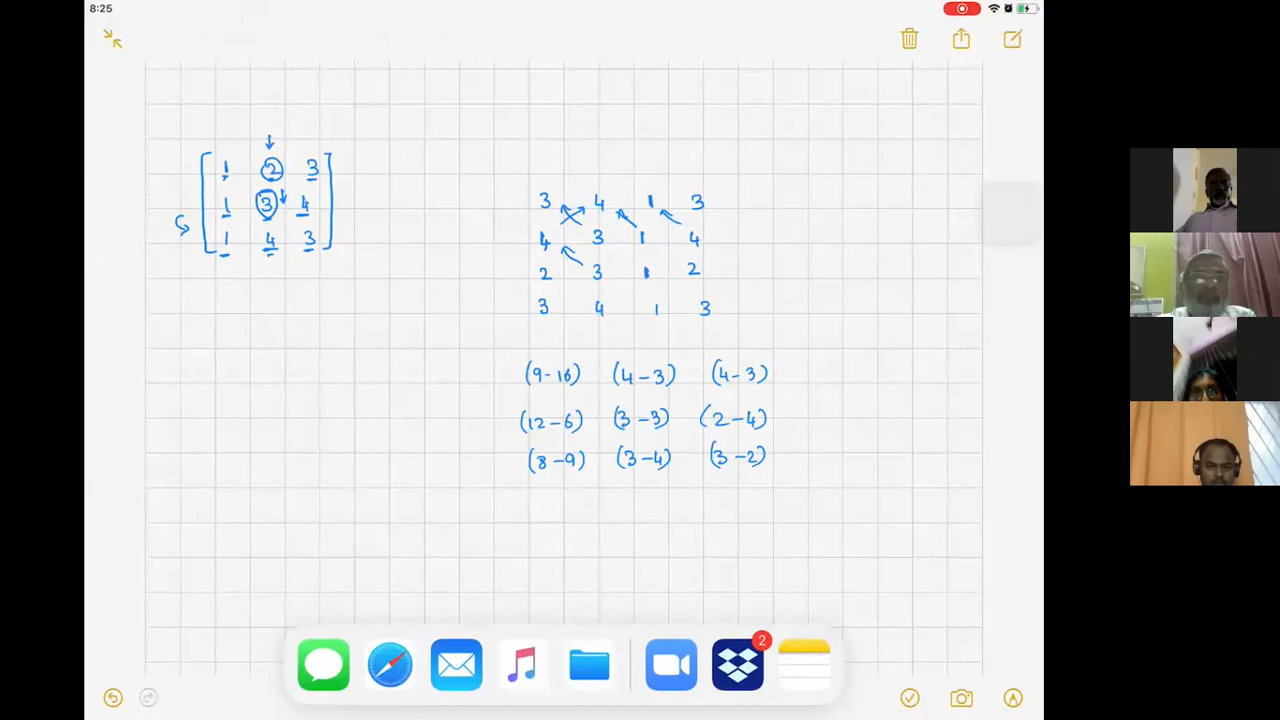 8:25
1 2 3
1 3 4
1 4 3
3 4 1 3
4 3 1 4
2 3 1 2
3 4 1 3
(9-16) (4-3) (4-3)
(12-6) (3-3) (2-4)
(8-9) (3-4) (3-2)
2